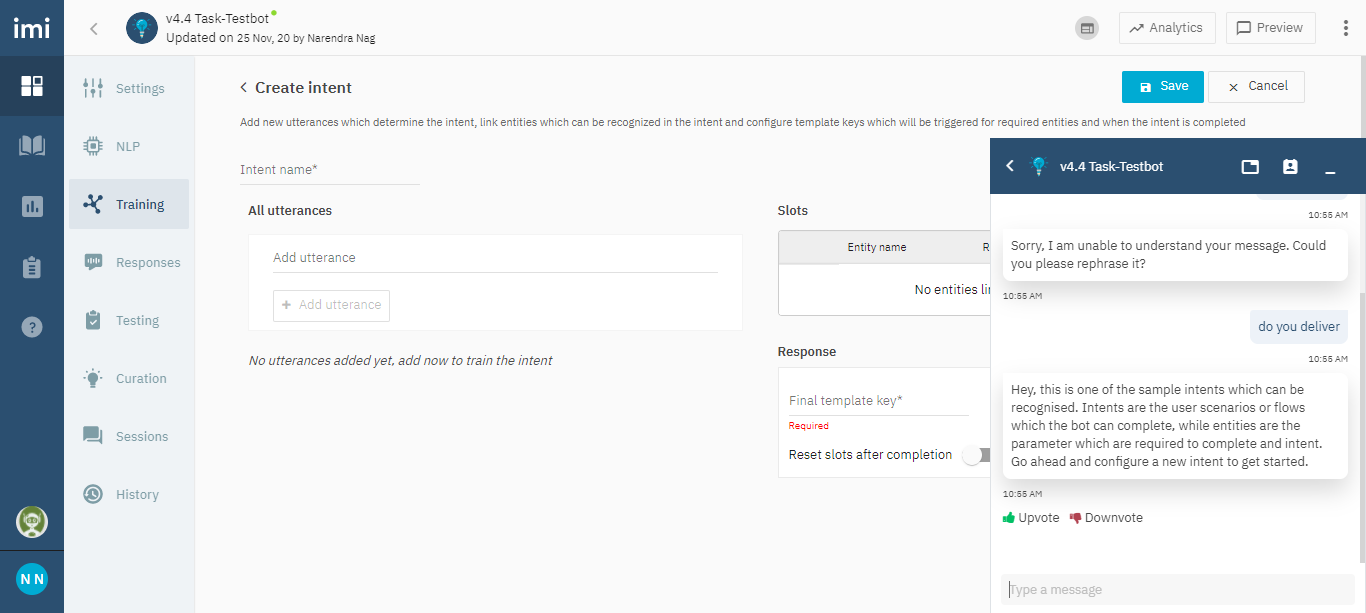 imi
v4.4 Task-Testbot
Updated on 25 Nov, 20 by Narendra Nag
Analytics
Preview
Settings
NLP
Training
Responses
Testing
Curation
Sessions
History
N N
Create intent
Save
Cancel
Add new utterances which determine the intent, link entities which can be recognized in the intent and configure template keys which will be triggered for required entities and when the intent is completed
Intent name*
All utterances
Add utterance
+ Add utterance
No utterances added yet, add now to train the intent
Slots
Entity name
R
No entities
Response
Final template key*
Required
Reset slots after completion
v4.4 Task-Testbot
10:55 AM
Sorry, I am unable to understand your message. Could
you please rephrase it?
10:55 AM
do you deliver
10:55 AM
Hey, this is one of the sample intents which can be
recognised. Intents are the user scenarios or flows
which the bot can complete, while entities are the
parameter which are required to complete and intent.
Go ahead and configure a new intent to get started.
10:55 AM
Upvote Downvote
Type a message